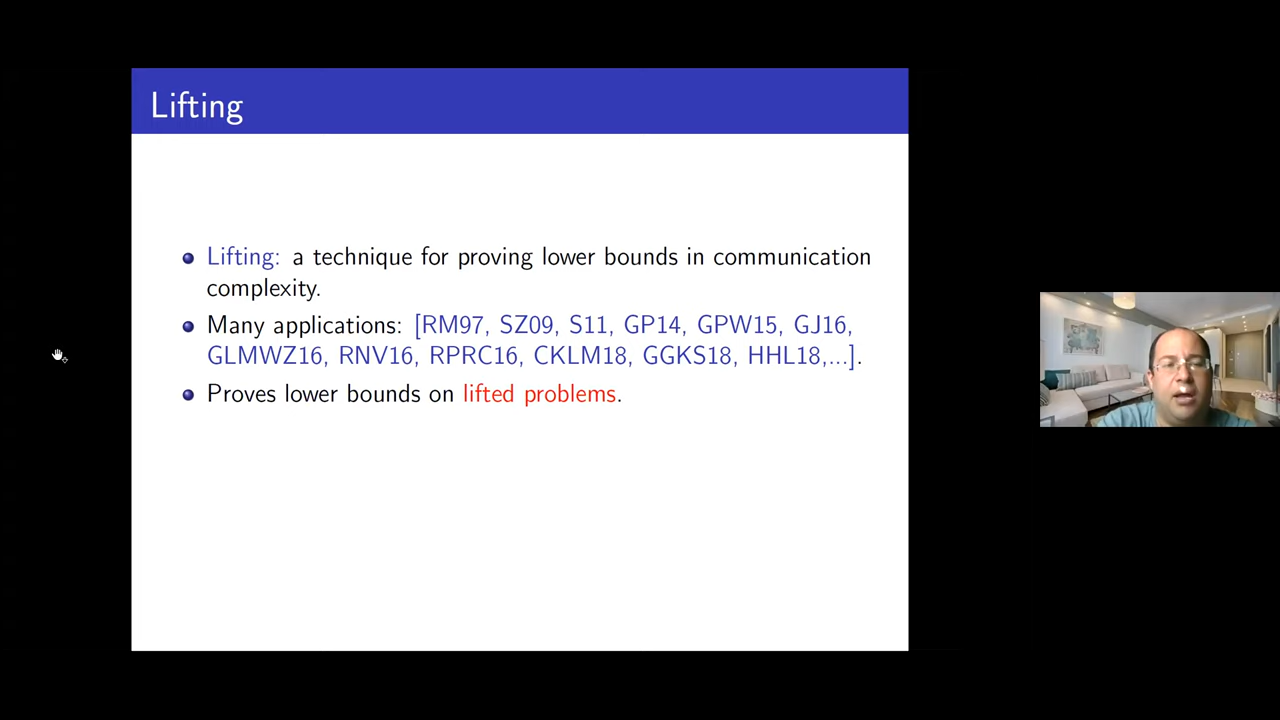 Lifting
Lifting: a technique for proving lower bounds in communication
complexity.
Many applications: [RM97, SZ09, S11, GP14, GPW15, GJ16,
GLMWZ16, RNV16, RPRC16, CKLM18, GGKS18, HHL18,...].
Proves lower bounds on lifted problems.